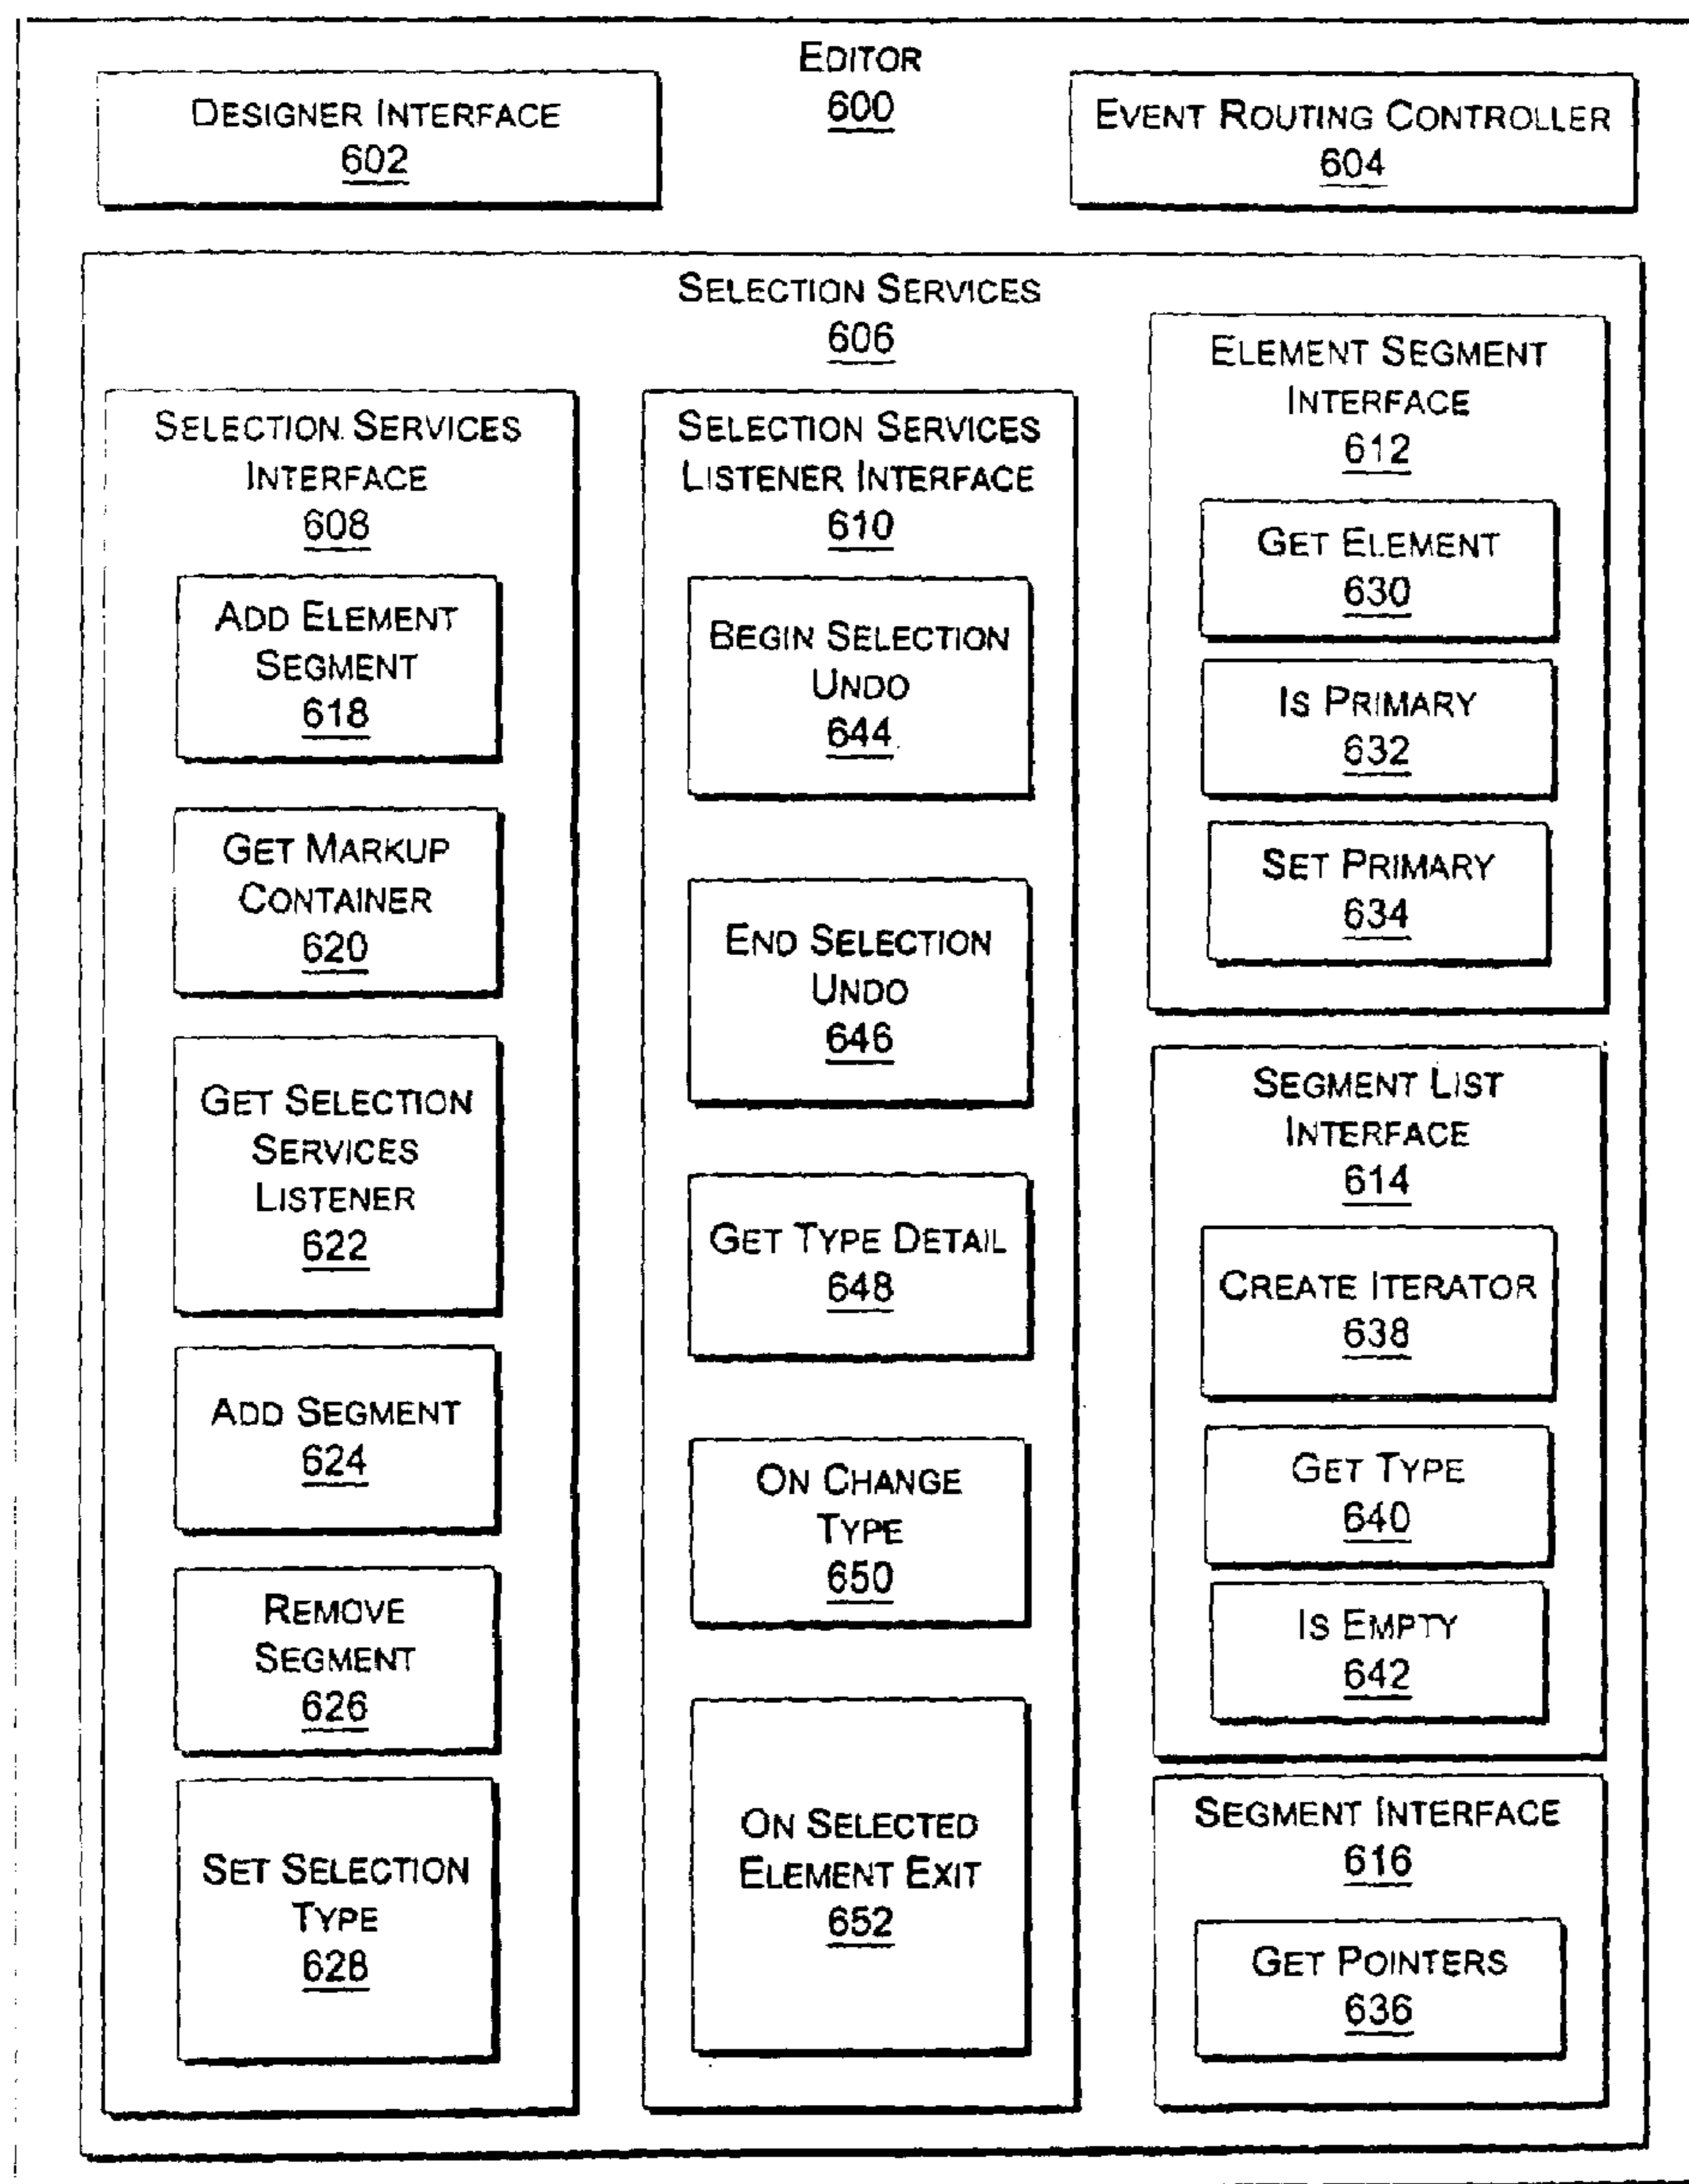 EDITOR
600
DESIGNER INTERFACE
602
EVENT ROUTING CONTROLLER
604
SELECTION SERVICES
606
SELECTION SERVICES
INTERFACE
608
ADD ELEMENT
SEGMENT
618
GET MARKUP
CONTAINER
620
GET SELECTION
SERVICES
LISTENER
622
ADD SEGMENT
624
REMOVE
SEGMENT
626
SET SELECTION
TYPE
628
SELECTION SERVICES
LISTENER INTERFACE
610
BEGIN SELECTION
UNDO
644
END SELECTION
UNDO
646
GET TYPE DETAIL
648
ON CHANGE
TYPE
650
ON SELECTED
ELEMENT EXIT
652
ELEMENT SEGMENT
INTERFACE
612
GET ELEMENT
630
IS PRIMARY
632
SET PRIMARY
634
SEGMENT LIST
INTERFACE
614
CREATE ITERATOR
638
GET TYPE
640
IS EMPTY
642
SEGMENT INTERFACE
616
GET POINTERS
636